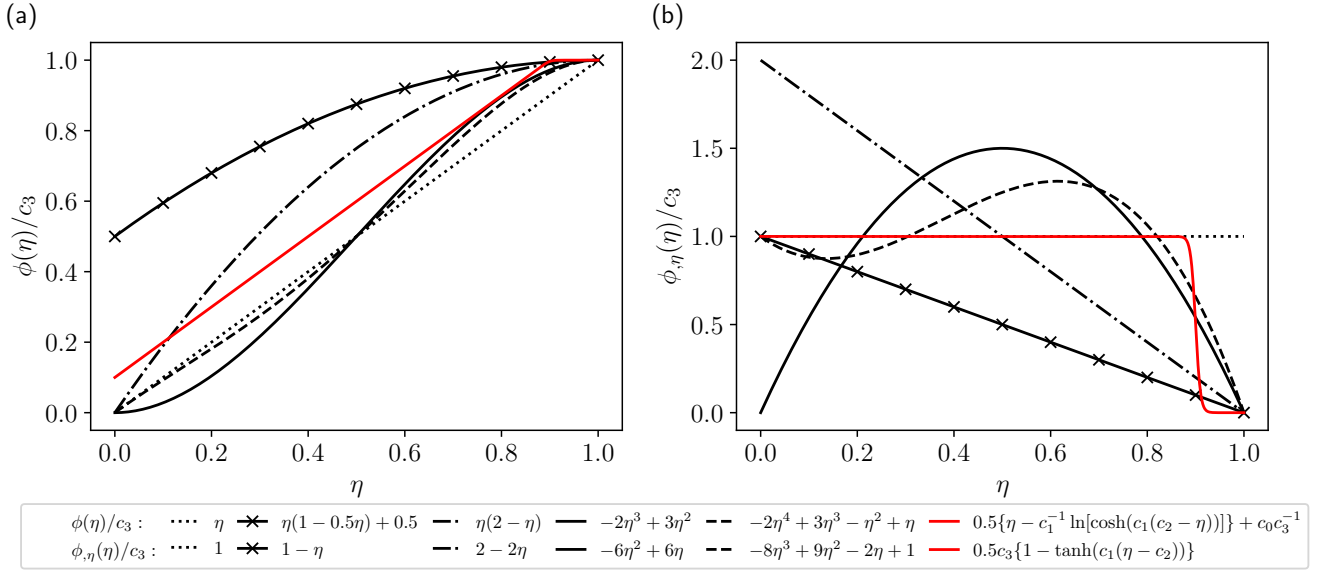 (a)
(b)
1.0
0.8
0.6
0.4
0.2
0.0
ϕ(η)/c₃
0.0 0.2 0.4 0.6 0.8 1.0
η
2.0
1.5
1.0
0.5
0.0
ϕ,η(η)/c₃
0.0 0.2 0.4 0.6 0.8 1.0
η
ϕ(η)/c₃ : η η(1 − 0.5η) + 0.5 η(2 − η) −2η³ + 3η² −2η⁴ + 3η³ − η² + η 0.5{η − c₁⁻¹ ln[cosh(c₁(c₂ − η))]} + c₀c₃⁻¹
ϕ,η(η)/c₃ : 1 1 − η 2 − 2η −6η² + 6η −8η³ + 9η² − 2η + 1 0.5c₃{1 − tanh(c₁(η − c₂))}